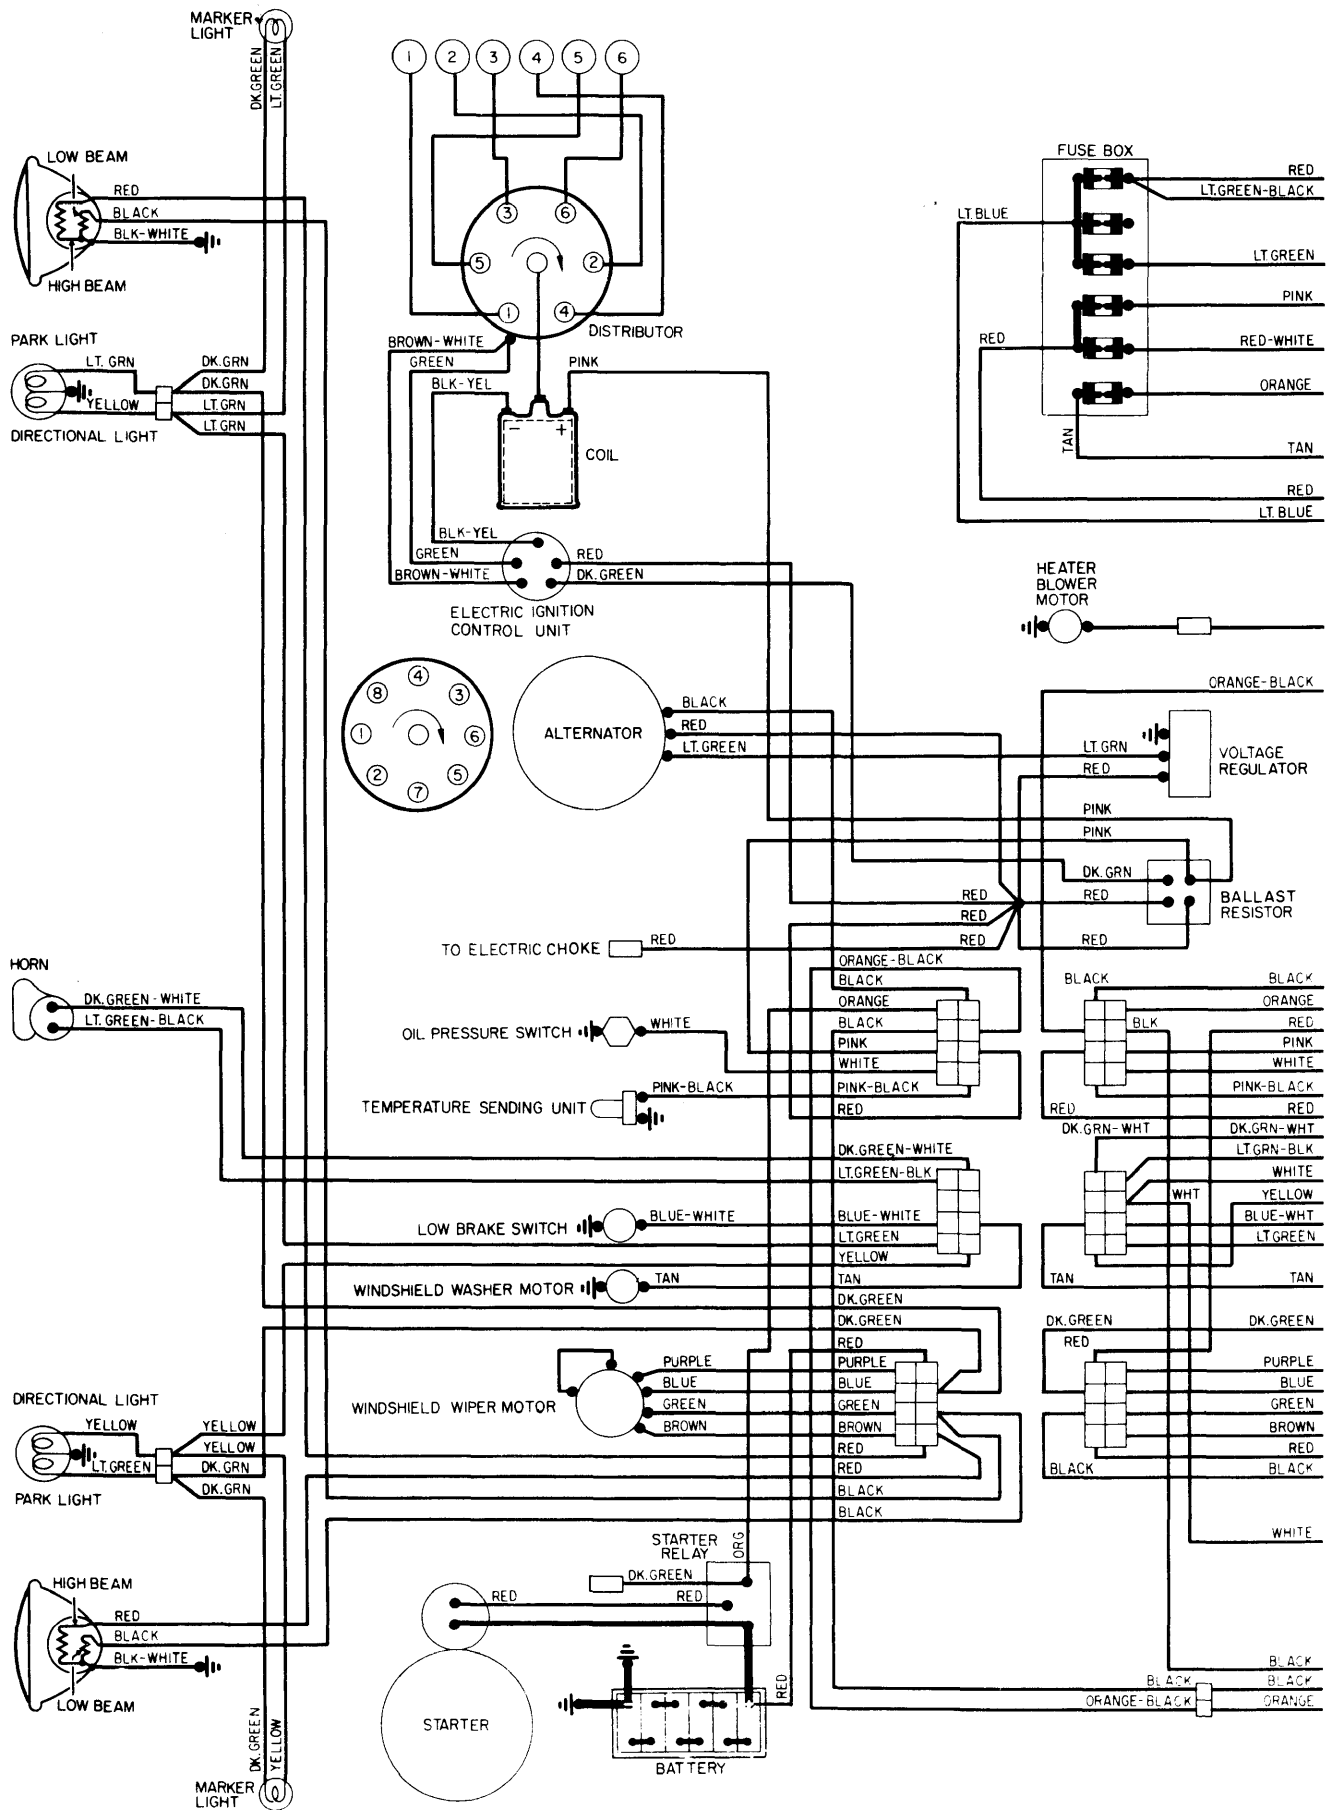 MARKER
LIGHT
DK.GREEN
LT.GREEN
1 2 3 4 5 6
LOW BEAM
RED
BLACK
BLK-WHITE
HIGH BEAM
3 6
5 2
1 4
DISTRIBUTOR
FUSE BOX
RED
LT.GREEN-BLACK
LT.BLUE
LT.GREEN
PINK
RED
RED-WHITE
ORANGE
TAN
TAN
RED
LT.BLUE
PARK LIGHT
LT. GRN
DK.GRN
DK.GRN
YELLOW
LT.GRN
LT.GRN
DIRECTIONAL LIGHT
BROWN-WHITE
GREEN
BLK-YEL
PINK
- +
COIL
BLK-YEL
GREEN
RED
BROWN-WHITE
DK.GREEN
ELECTRIC IGNITION
CONTROL UNIT
HEATER
BLOWER
MOTOR
ORANGE-BLACK
4
8 3
1 6
2 5
7
ALTERNATOR
BLACK
RED
LT.GREEN
LT.GRN
RED
VOLTAGE
REGULATOR
PINK
PINK
DK.GRN
RED
RED
RED
BALLAST
RESISTOR
TO ELECTRIC CHOKE
RED
RED
RED
HORN
DK.GREEN-WHITE
LT.GREEN-BLACK
ORANGE-BLACK
BLACK
ORANGE
OIL PRESSURE SWITCH
WHITE
BLACK
PINK
WHITE
TEMPERATURE SENDING UNIT
PINK-BLACK
PINK-BLACK
RED
BLACK
BLACK
ORANGE
BLK
RED
PINK
WHITE
PINK-BLACK
RED
RED
DK.GREEN-WHITE
LT.GREEN-BLK
LOW BRAKE SWITCH
BLUE-WHITE
BLUE-WHITE
LT.GREEN
YELLOW
WINDSHIELD WASHER MOTOR
TAN
TAN
DK.GRN-WHT
DK.GRN-WHT
LT.GRN-BLK
WHITE
WHT
YELLOW
BLUE-WHT
LT.GREEN
TAN
TAN
DK.GREEN
DK.GREEN
RED
WINDSHIELD WIPER MOTOR
PURPLE
PURPLE
BLUE
BLUE
GREEN
GREEN
BROWN
BROWN
RED
RED
BLACK
BLACK
DK.GREEN
DK.GREEN
RED
PURPLE
BLUE
GREEN
BROWN
RED
BLACK
BLACK
WHITE
DIRECTIONAL LIGHT
YELLOW
YELLOW
YELLOW
LT.GREEN
DK.GRN
DK.GRN
PARK LIGHT
STARTER
RELAY
ORG
DK.GREEN
RED
RED
HIGH BEAM
RED
BLACK
BLK-WHITE
LOW BEAM
STARTER
RED
BATTERY
BLACK
BLACK
BLACK
ORANGE-BLACK
ORANGE
DK.GREEN
YELLOW
MARKER
LIGHT